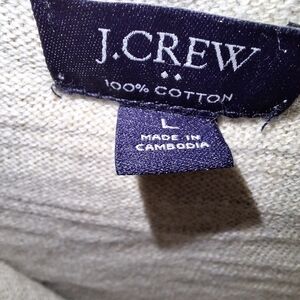 J.CREW
100% COTTON
L
MADE IN
CAMBODIA